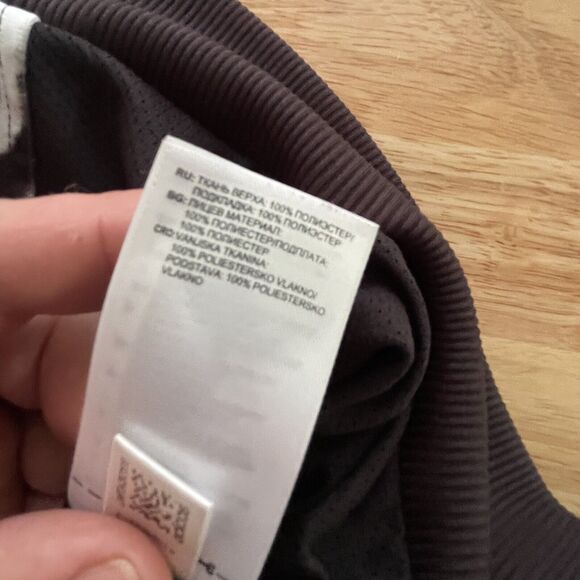 RU: ТКАНЬ ВЕРХА: 100% ПОЛИЭСТЕР/
ПОДКЛАДКА: 100% ПОЛИЭСТЕР
BG: ЛИЦЕВ МАТЕРИАЛ:
100% ПОЛИЕСТЕР/ПОДПЛАТА:
100% ПОЛИЕСТЕР
CRO: VANJSKA TKANINA:
100% POLIESTERSKO VLAKNO/
PODSTAVA: 100% POLIESTERSKO
VLAKNO